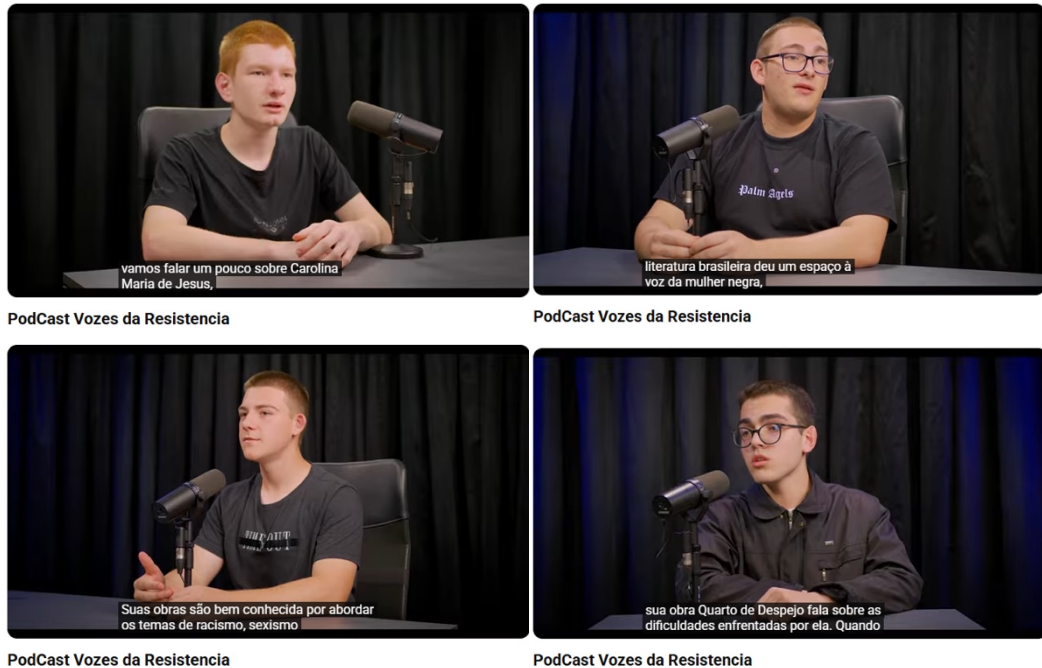 vamos falar um pouco sobre Carolina
Maria de Jesus,
PodCast Vozes da Resistencia
Palm Agels
literatura brasileira deu um espaço à
voz da mulher negra,
PodCast Vozes da Resistencia
Suas obras são bem conhecida por abordar
os temas de racismo, sexismo
PodCast Vozes da Resistencia
sua obra Quarto de Despejo fala sobre as
dificuldades enfrentadas por ela. Quando
PodCast Vozes da Resistencia